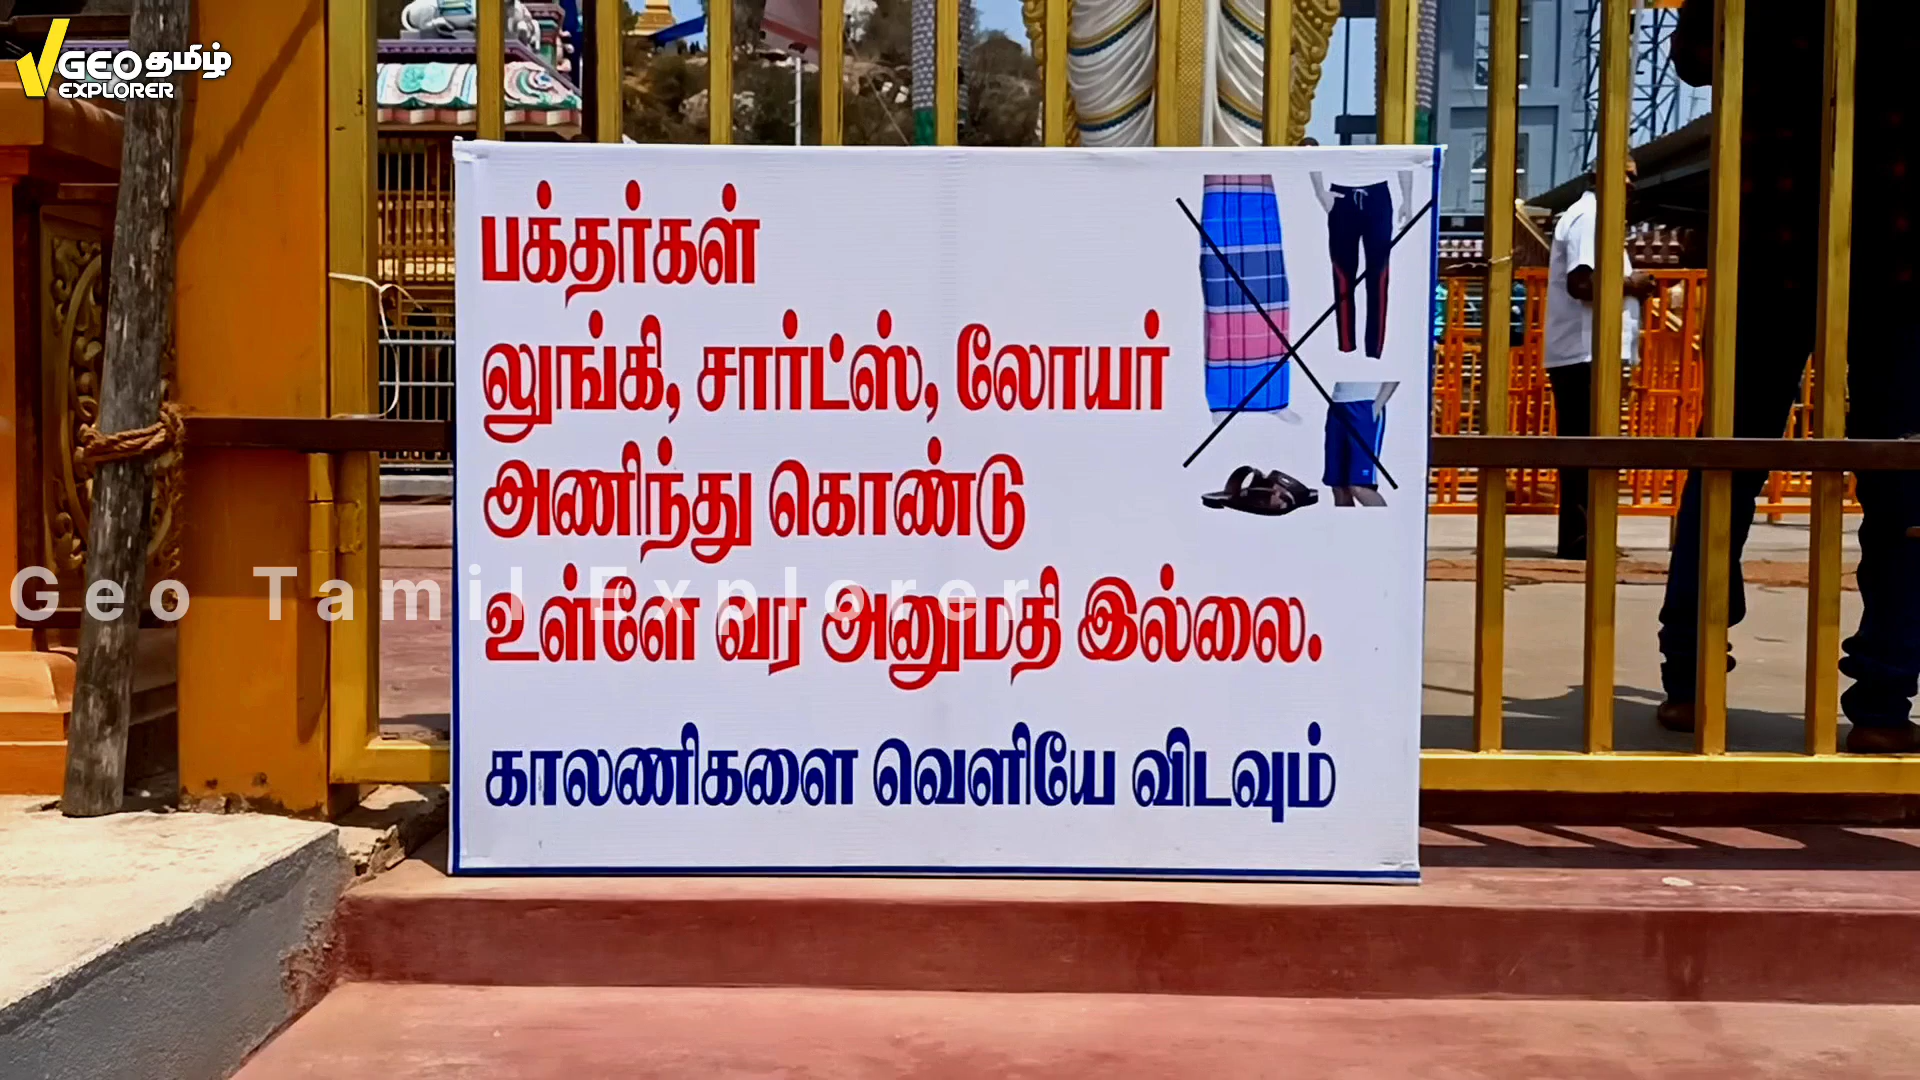 GEO தமிழ்
EXPLORER
பக்தர்கள்
லுங்கி, சார்ட்ஸ், லோயர்
அணிந்து கொண்டு
உள்ளே வர அனுமதி இல்லை.
காலணிகளை வெளியே விடவும்
Geo Tamil Explorer